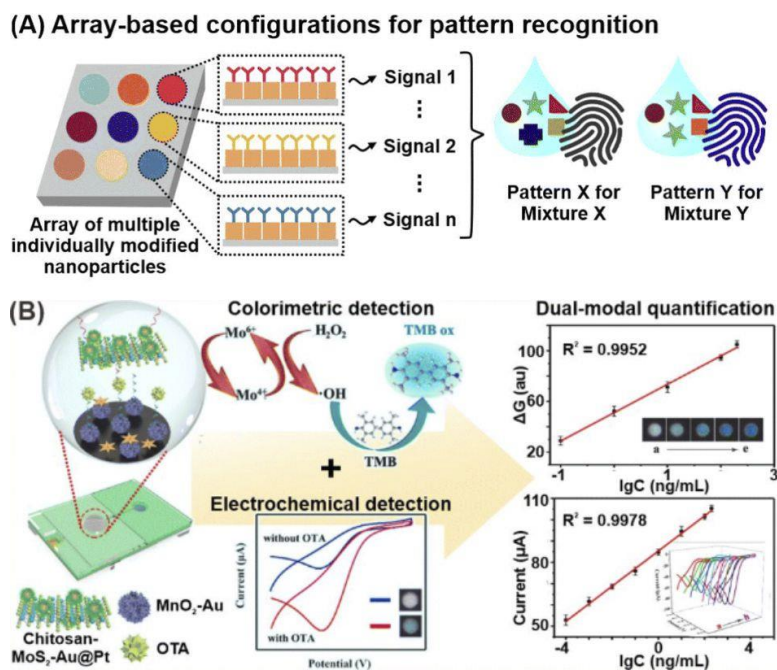 (A) Array-based configurations for pattern recognition
Signal 1
Signal 2
Signal n
Array of multiple
individually modified
nanoparticles
Pattern X for
Mixture X
Pattern Y for
Mixture Y
(B)
Colorimetric detection
Mo⁶⁺
Mo⁴⁺
H₂O₂
·OH
TMB ox
TMB
+
Electrochemical detection
without OTA
with OTA
Current (μA)
Potential (V)
Chitosan-
MoS₂-Au@Pt
MnO₂-Au
OTA
Dual-modal quantification
R² = 0.9952
ΔG (au)
100
60
20
-1
1
3
a
e
lgC (ng/mL)
R² = 0.9978
Current (μA)
110
80
50
-4
-2
0
2
lgC (ng/mL)